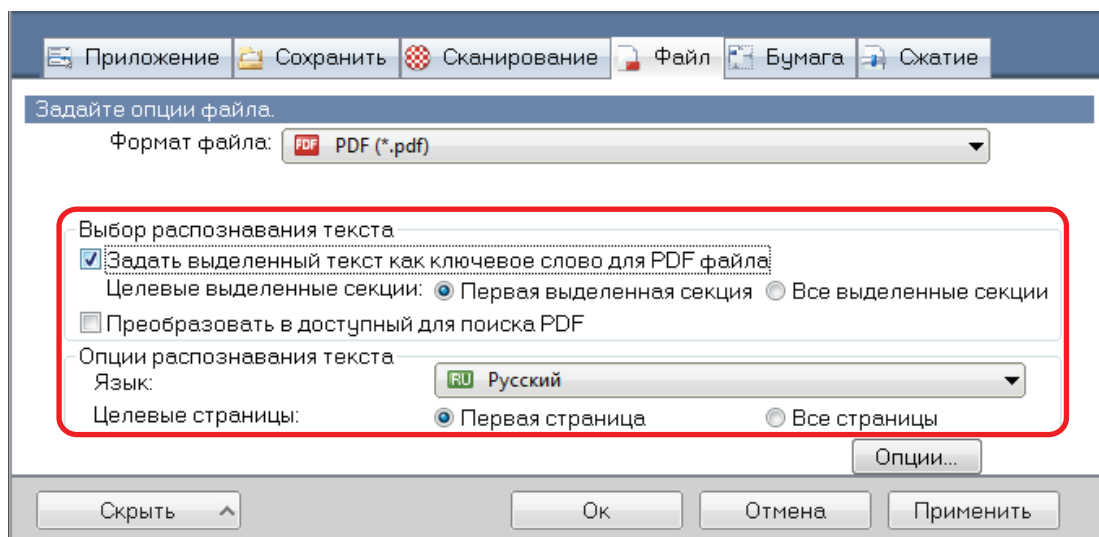 Приложение Сохранить Сканирование Файл Бумага Сжатие
Задайте опции файла.
Формат файла: PDF PDF (*.pdf)
Выбор распознавания текста
Задать выделенный текст как ключевое слово для PDF файла
Целевые выделенные секции: Первая выделенная секция Все выделенные секции
Преобразовать в доступный для поиска PDF
Опции распознавания текста
Язык: RU Русский
Целевые страницы: Первая страница Все страницы
Опции...
Скрыть Ок Отмена Применить